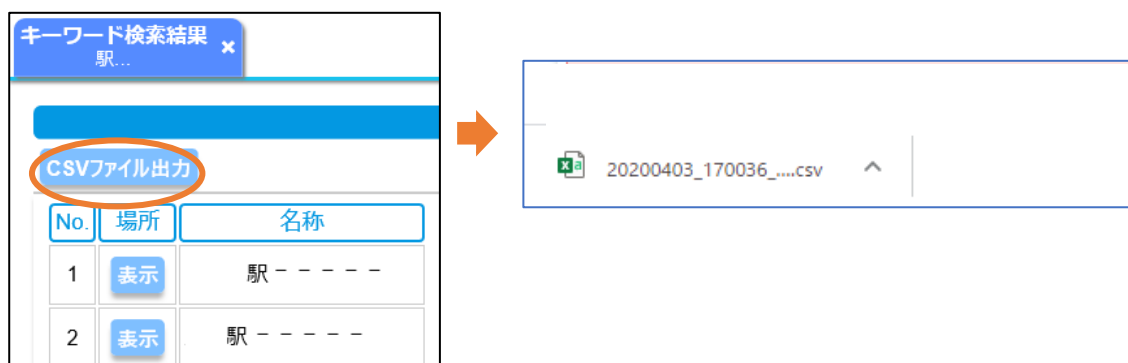 キーワード検索結果 ×
駅...
CSVファイル出力
No. 場所 名称
1 表示 駅－－－－－
2 表示 駅－－－－－
20200403_170036_....csv